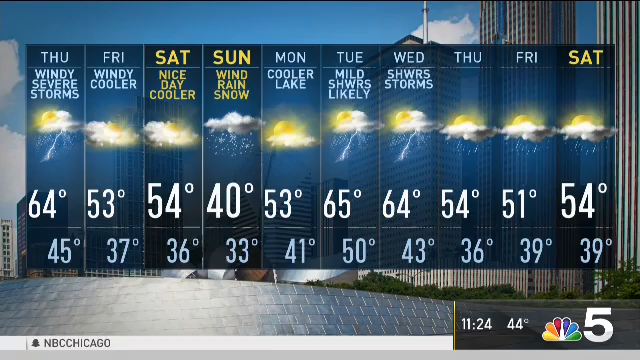 THU FRI SAT SUN MON TUE WED THU FRI SAT
WINDY SEVERE STORMS
WINDY COOLER
NICE DAY COOLER
WIND RAIN SNOW
COOLER LAKE
MILD SHWRS LIKELY
SHWRS STORMS
64° 53° 54° 40° 53° 65° 64° 54° 51° 54°
45° 37° 36° 33° 41° 50° 43° 36° 39° 39°
11:24 44° 5
NBCCHICAGO